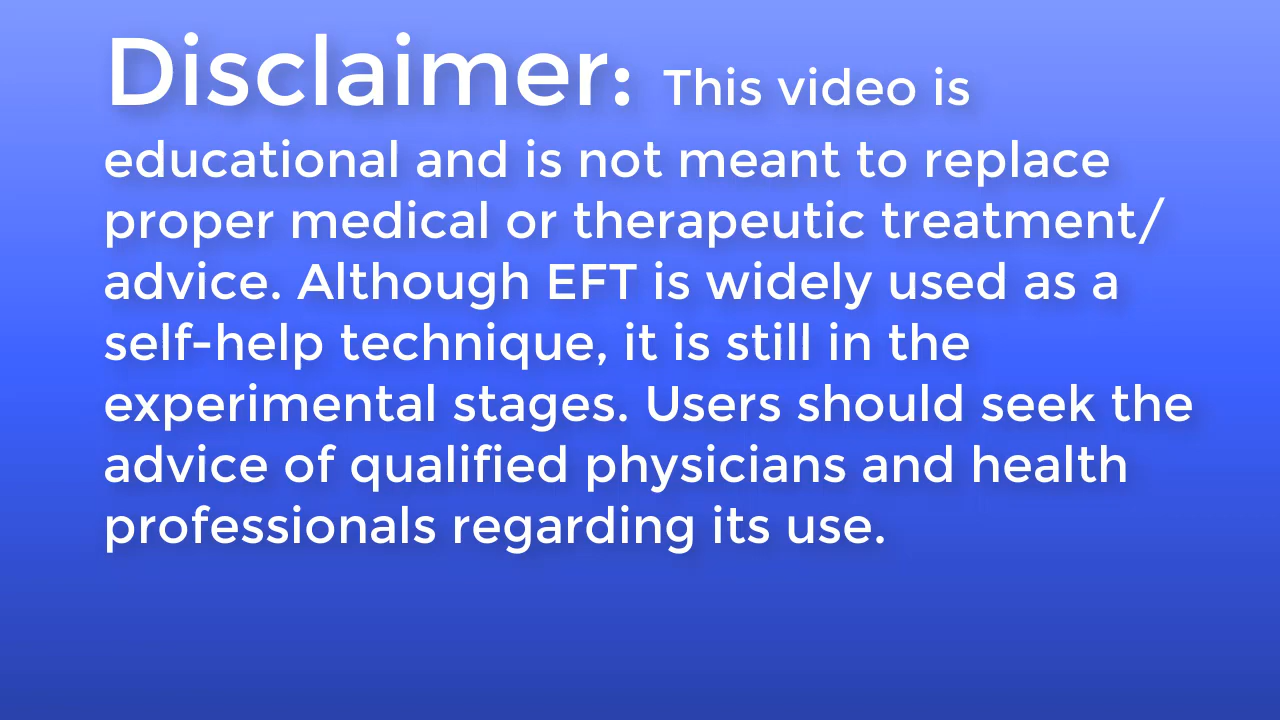 Disclaimer: This video is
educational and is not meant to replace
proper medical or therapeutic treatment/
advice. Although EFT is widely used as a
self-help technique, it is still in the
experimental stages. Users should seek the
advice of qualified physicians and health
professionals regarding its use.